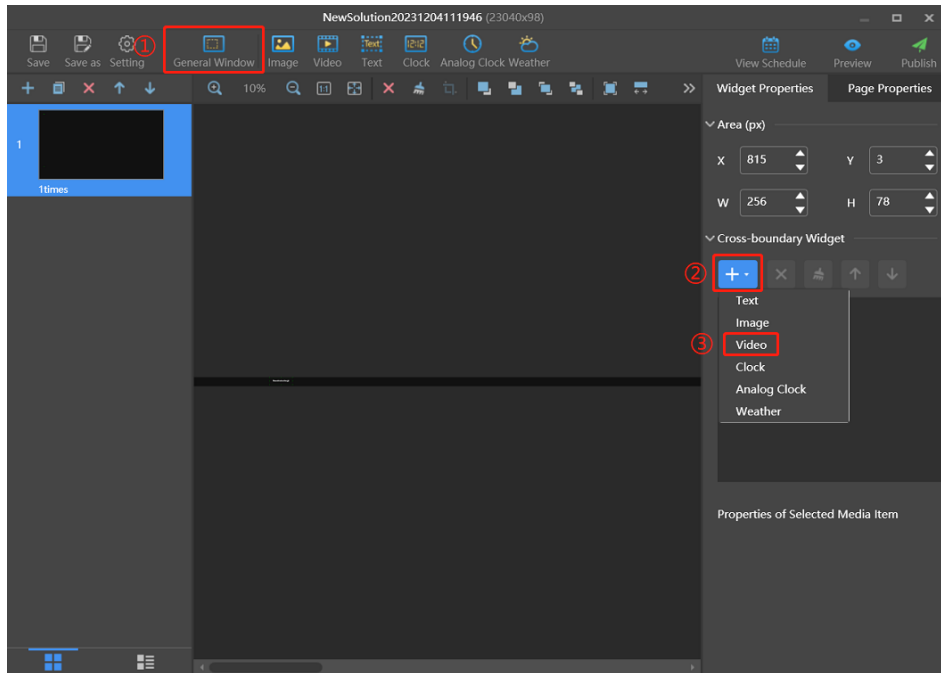 NewSolution20231204111946 (23040x98)
Save Save as Setting ① General Window Image Video Text Clock Analog Clock Weather View Schedule Preview Publish
10%
Widget Properties Page Properties
1
1times
Area (px)
X 815 Y 3
W 256 H 78
Cross-boundary Widget
②
Text
Image
③ Video
Clock
Analog Clock
Weather
Properties of Selected Media Item